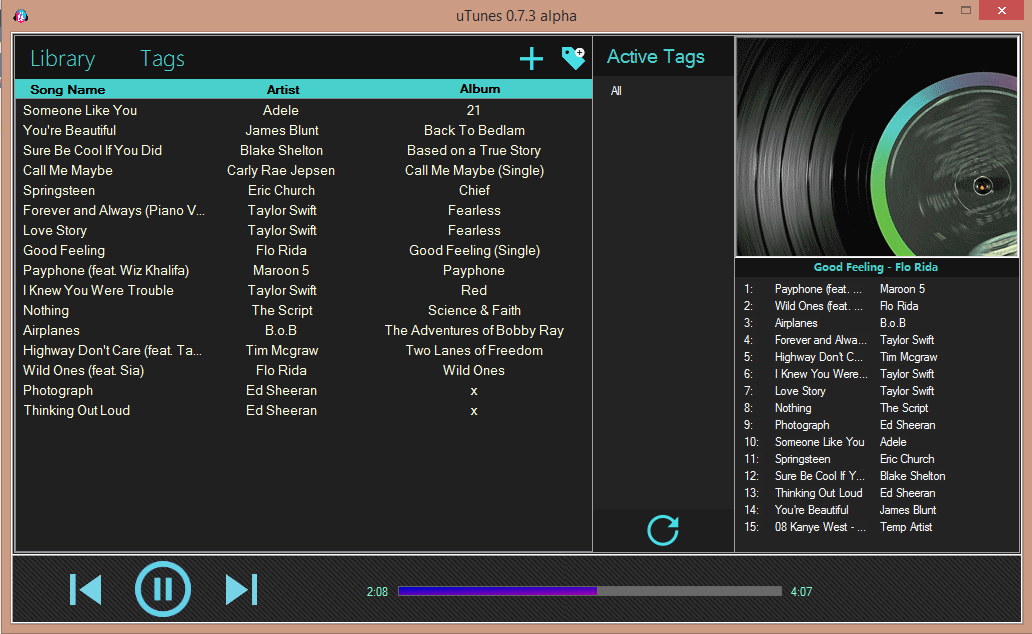 uTunes 0.7.3 alpha
Library Tags
Active Tags
Song Name Artist Album
Someone Like You Adele 21
You're Beautiful James Blunt Back To Bedlam
Sure Be Cool If You Did Blake Shelton Based on a True Story
Call Me Maybe Carly Rae Jepsen Call Me Maybe (Single)
Springsteen Eric Church Chief
Forever and Always (Piano V... Taylor Swift Fearless
Love Story Taylor Swift Fearless
Good Feeling Flo Rida Good Feeling (Single)
Payphone (feat. Wiz Khalifa) Maroon 5 Payphone
I Knew You Were Trouble Taylor Swift Red
Nothing The Script Science & Faith
Airplanes B.o.B The Adventures of Bobby Ray
Highway Don't Care (feat. Ta... Tim Mcgraw Two Lanes of Freedom
Wild Ones (feat. Sia) Flo Rida Wild Ones
Photograph Ed Sheeran x
Thinking Out Loud Ed Sheeran x
All
Good Feeling - Flo Rida
1: Payphone (feat. ... Maroon 5
2: Wild Ones (feat. ... Flo Rida
3: Airplanes B.o.B
4: Forever and Alwa... Taylor Swift
5: Highway Don't C... Tim Mcgraw
6: I Knew You Were... Taylor Swift
7: Love Story Taylor Swift
8: Nothing The Script
9: Photograph Ed Sheeran
10: Someone Like You Adele
11: Springsteen Eric Church
12: Sure Be Cool If Y... Blake Shelton
13: Thinking Out Loud Ed Sheeran
14: You're Beautiful James Blunt
15: 08 Kanye West - ... Temp Artist
2:08 4:07